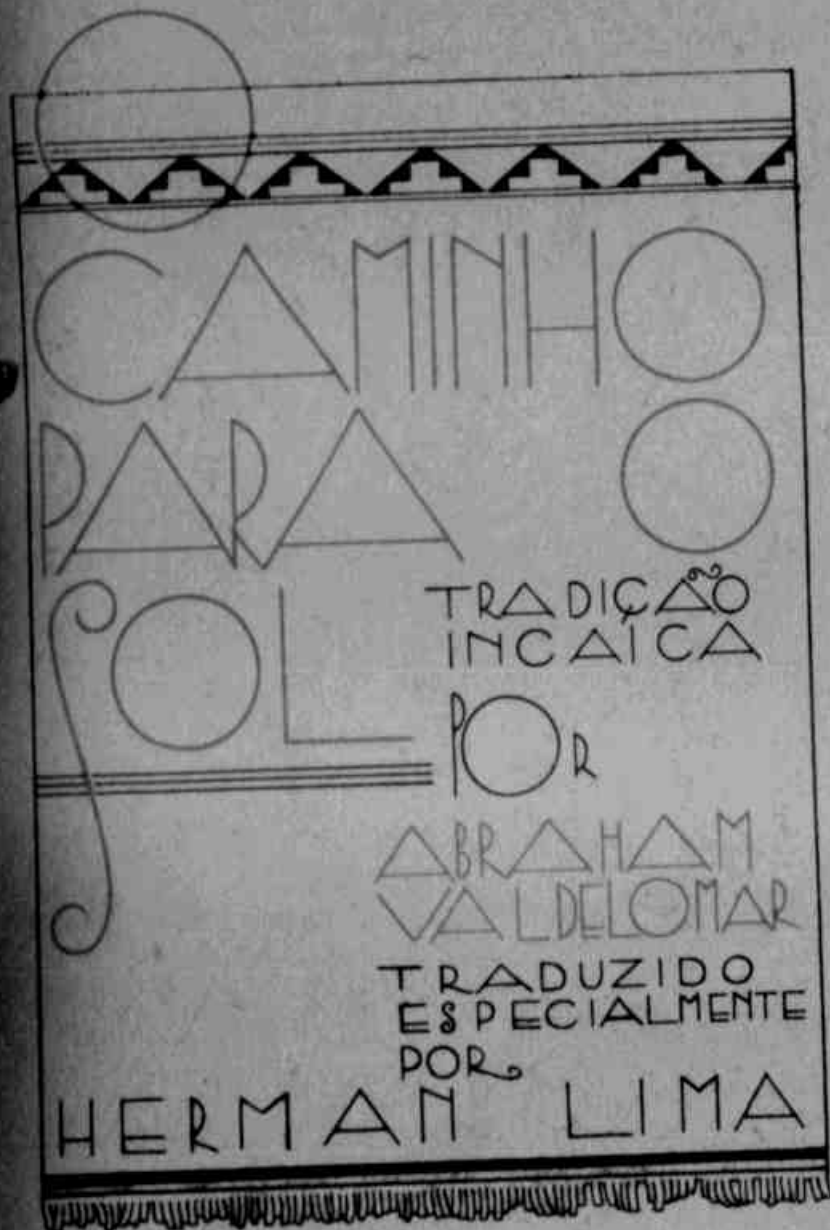 O
CAMINHO
PARA O
SOL
TRADIÇÃO
INCAICA
POR
ABRAHAM
VALDELOMAR
TRADUZIDO
ESPECIALMENTE
POR
HERMAN LIMA